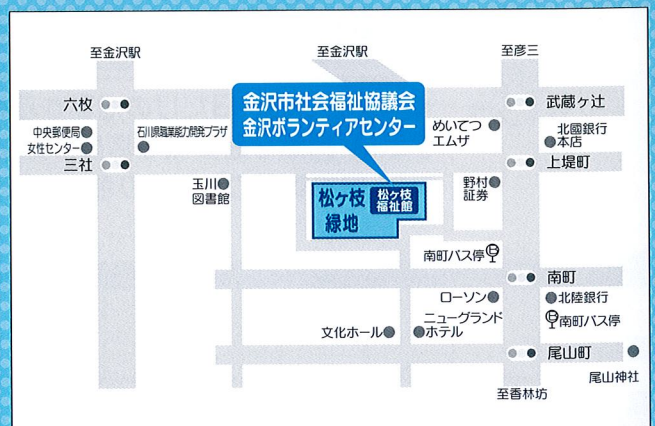 至金沢駅
至金沢駅
至彦三
六枚
武蔵ヶ辻
金沢市社会福祉協議会
金沢ボランティアセンター
中央郵便局
女性センター
石川県職業能力開発プラザ
めいてつ
エムザ
北國銀行
本店
三社
上堤町
玉川
図書館
松ヶ枝
緑地
松ヶ枝
福祉館
野村
証券
南町バス停
南町
ローソン
北陸銀行
文化ホール
ニューグランド
ホテル
南町バス停
尾山町
尾山神社
至香林坊